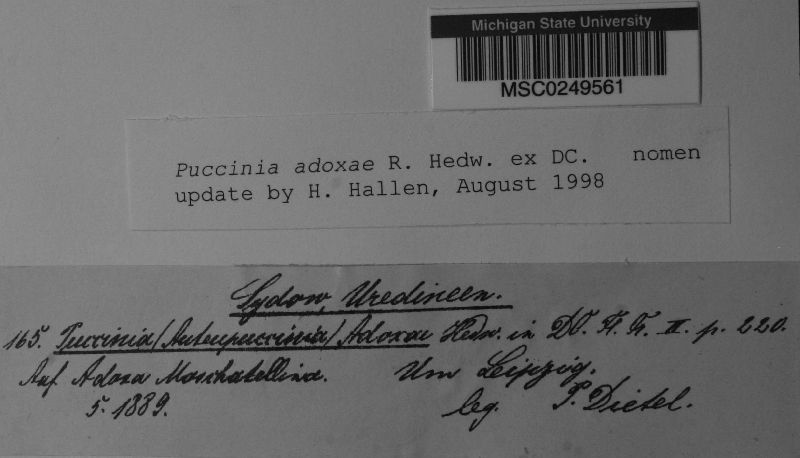 Michigan State University
MSC0249561
Puccinia adoxae R. Hedw. ex DC. nomen
update by H. Hallen, August 1998
Sydow, Uredineen.
165. Puccinia (Auteupuccinia) Adoxae Hedw. in DC. Fl. Fr. II. p. 220.
Auf Adoxa Moschatellina. Um Leipzig.
5. 1889. leg. P. Dietel.